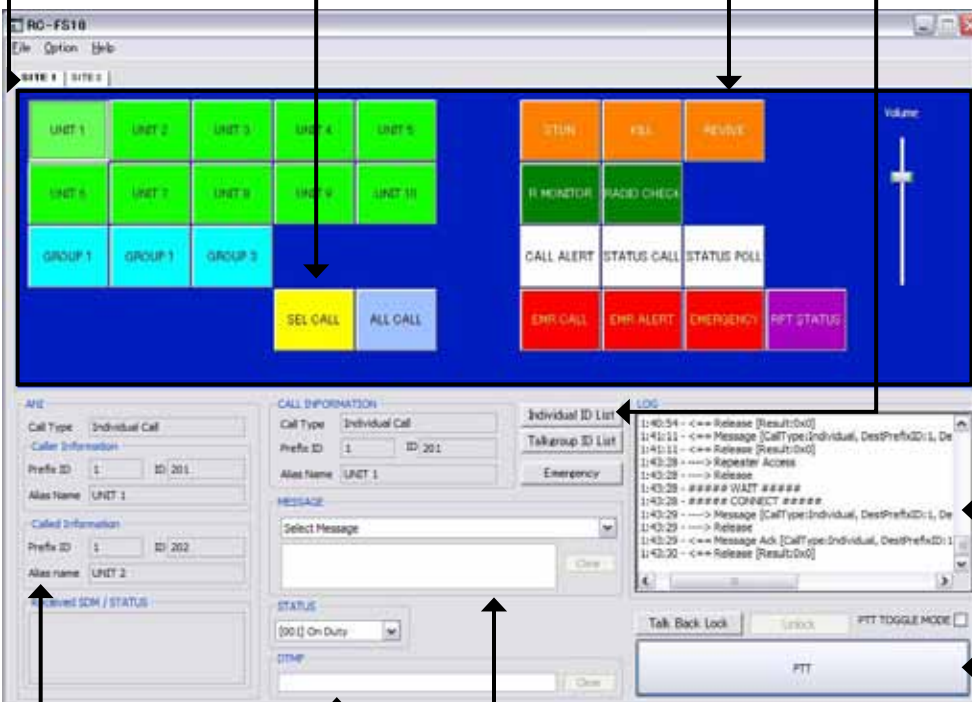 RC-FS10
File Option Help
SITE 1 SITE 2
UNIT 1 UNIT 2 UNIT 3 UNIT 4 UNIT 5 STUN KILL REVIVE Volume
UNIT 6 UNIT 7 UNIT 8 UNIT 9 UNIT 10 R MONITOR RADIO CHECK
GROUP 1 GROUP 1 GROUP 3 CALL ALERT STATUS CALL STATUS POLL
SEL CALL ALL CALL EMR CALL EMR ALERT EMERGENCY RPT STATUS
ANI
Call Type Individual Call
Caller Information
Prefix ID 1 ID 201
Alias Name UNIT 1
Called Information
Prefix ID 1 ID 202
Alias name UNIT 2
Received SDM / STATUS
CALL INFORMATION
Call Type Individual Call
Prefix ID 1 ID 201
Alias Name UNIT 1
MESSAGE
Select Message
Clear
STATUS
[001] On Duty
DTMF
Clear
Individual ID List
Talkgroup ID List
Emergency
LOG
1:40:54 - <== Release [Result:0x0]
1:41:11 - <== Message [CallType:Individual, DestPrefixID:1, De
1:41:11 - <== Release [Result:0x0]
1:43:28 - ----> Repeater Access
1:43:28 - ----> Release
1:43:28 - ##### WAIT #####
1:43:28 - ##### CONNECT #####
1:43:29 - ----> Message [CallType:Individual, DestPrefixID:1, De
1:43:29 - ----> Release
1:43:29 - <== Message Ack [CallType:Individual, DestPrefixID:1
1:43:30 - <== Release [Result:0x0]
Talk Back Lock Unlock PTT TOGGLE MODE
PTT